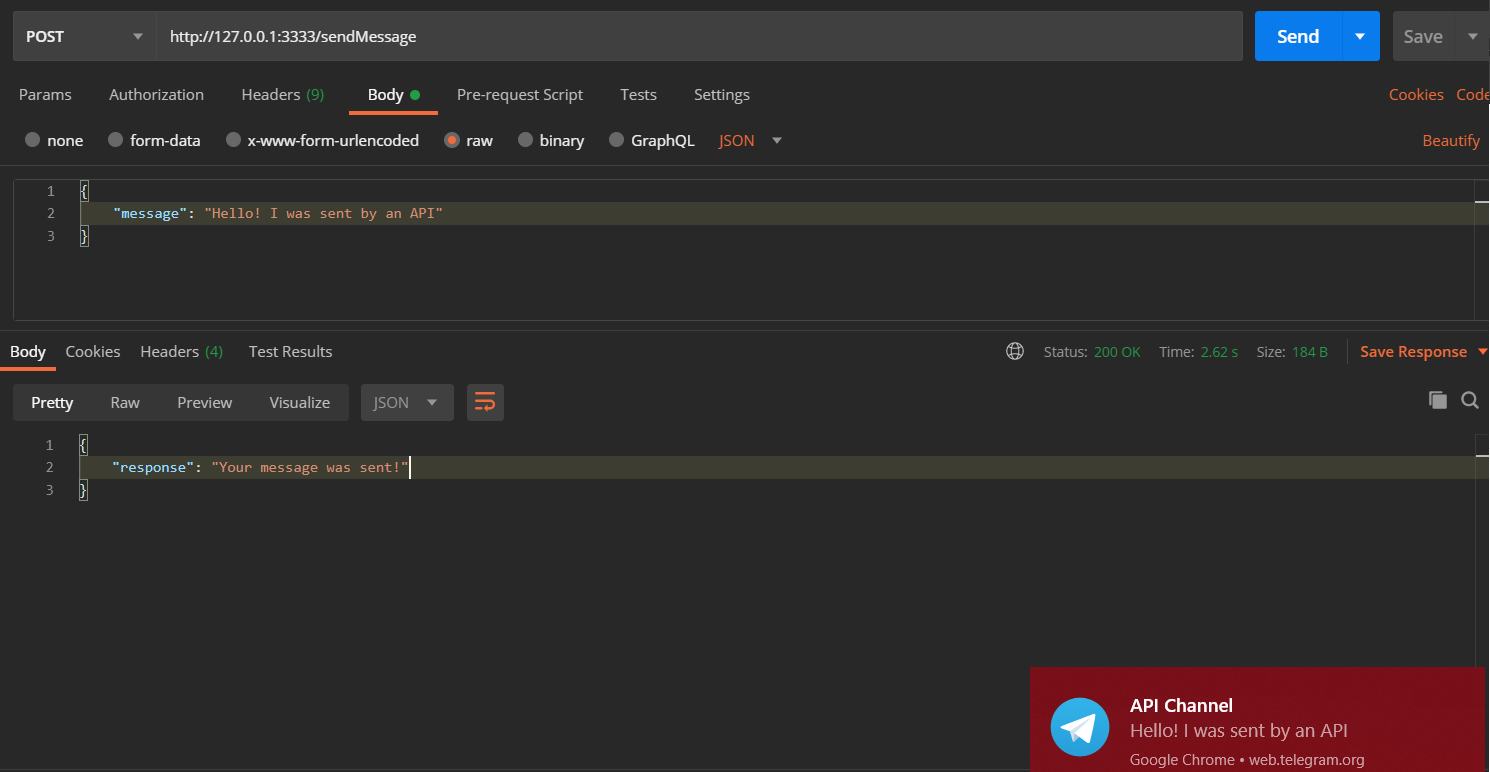 POST http://127.0.0.1:3333/sendMessage Send Save
Params Authorization Headers (9) Body Pre-request Script Tests Settings Cookies Code
none form-data x-www-form-urlencoded raw binary GraphQL JSON Beautify
1 {
2 "message": "Hello! I was sent by an API"
3 }
Body Cookies Headers (4) Test Results Status: 200 OK Time: 2.62 s Size: 184 B Save Response
Pretty Raw Preview Visualize JSON
1 {
2 "response": "Your message was sent!"
3 }
API Channel
Hello! I was sent by an API
Google Chrome • web.telegram.org